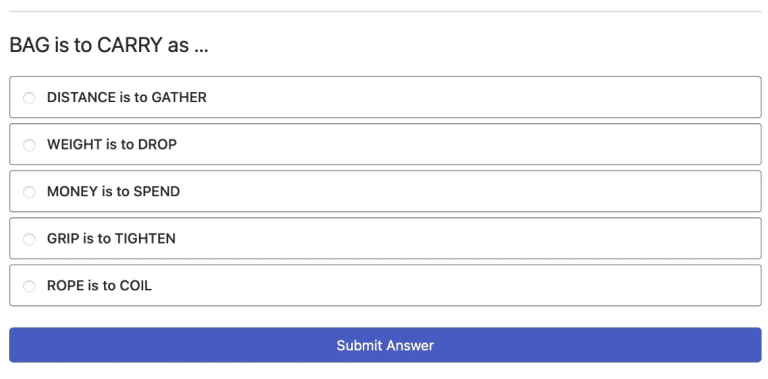 BAG is to CARRY as ...
DISTANCE is to GATHER
WEIGHT is to DROP
MONEY is to SPEND
GRIP is to TIGHTEN
ROPE is to COIL
Submit Answer